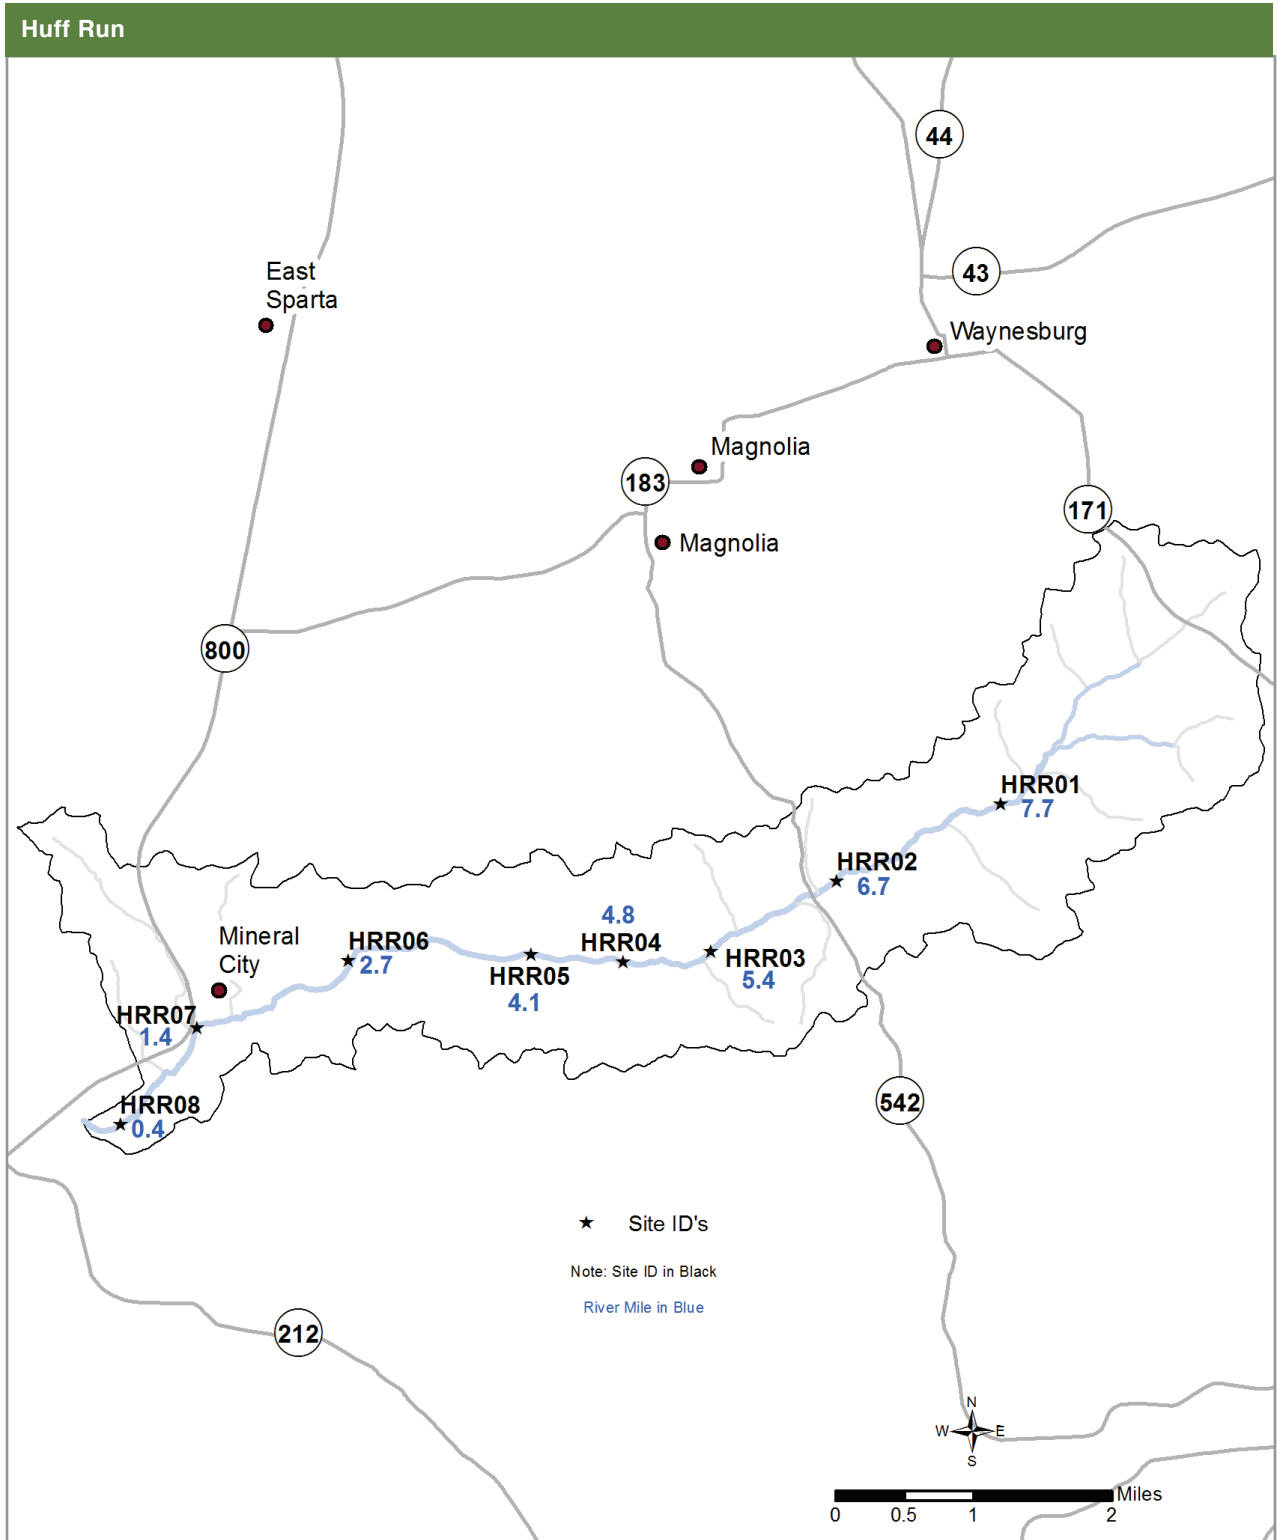 Huff Run
44
43
East
Sparta
Waynesburg
Magnolia
183
171
Magnolia
800
HRR01
7.7
HRR02
6.7
4.8
HRR04
HRR03
5.4
HRR06
2.7
HRR05
4.1
Mineral
City
HRR07
1.4
HRR08
0.4
542
★ Site ID's
Note: Site ID in Black
River Mile in Blue
212
N
W E
S
Miles
0 0.5 1 2